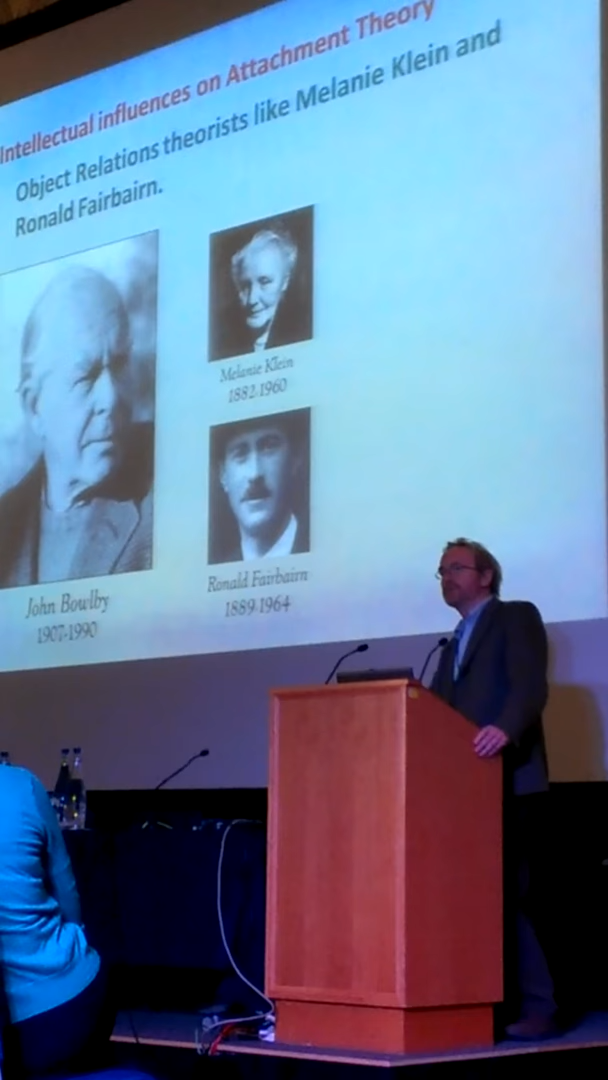 Intellectual influences on Attachment Theory
Object Relations theorists like Melanie Klein and
Ronald Fairbairn.
Melanie Klein
1882-1960
John Bowlby
1907-1990
Ronald Fairbairn
1889-1964